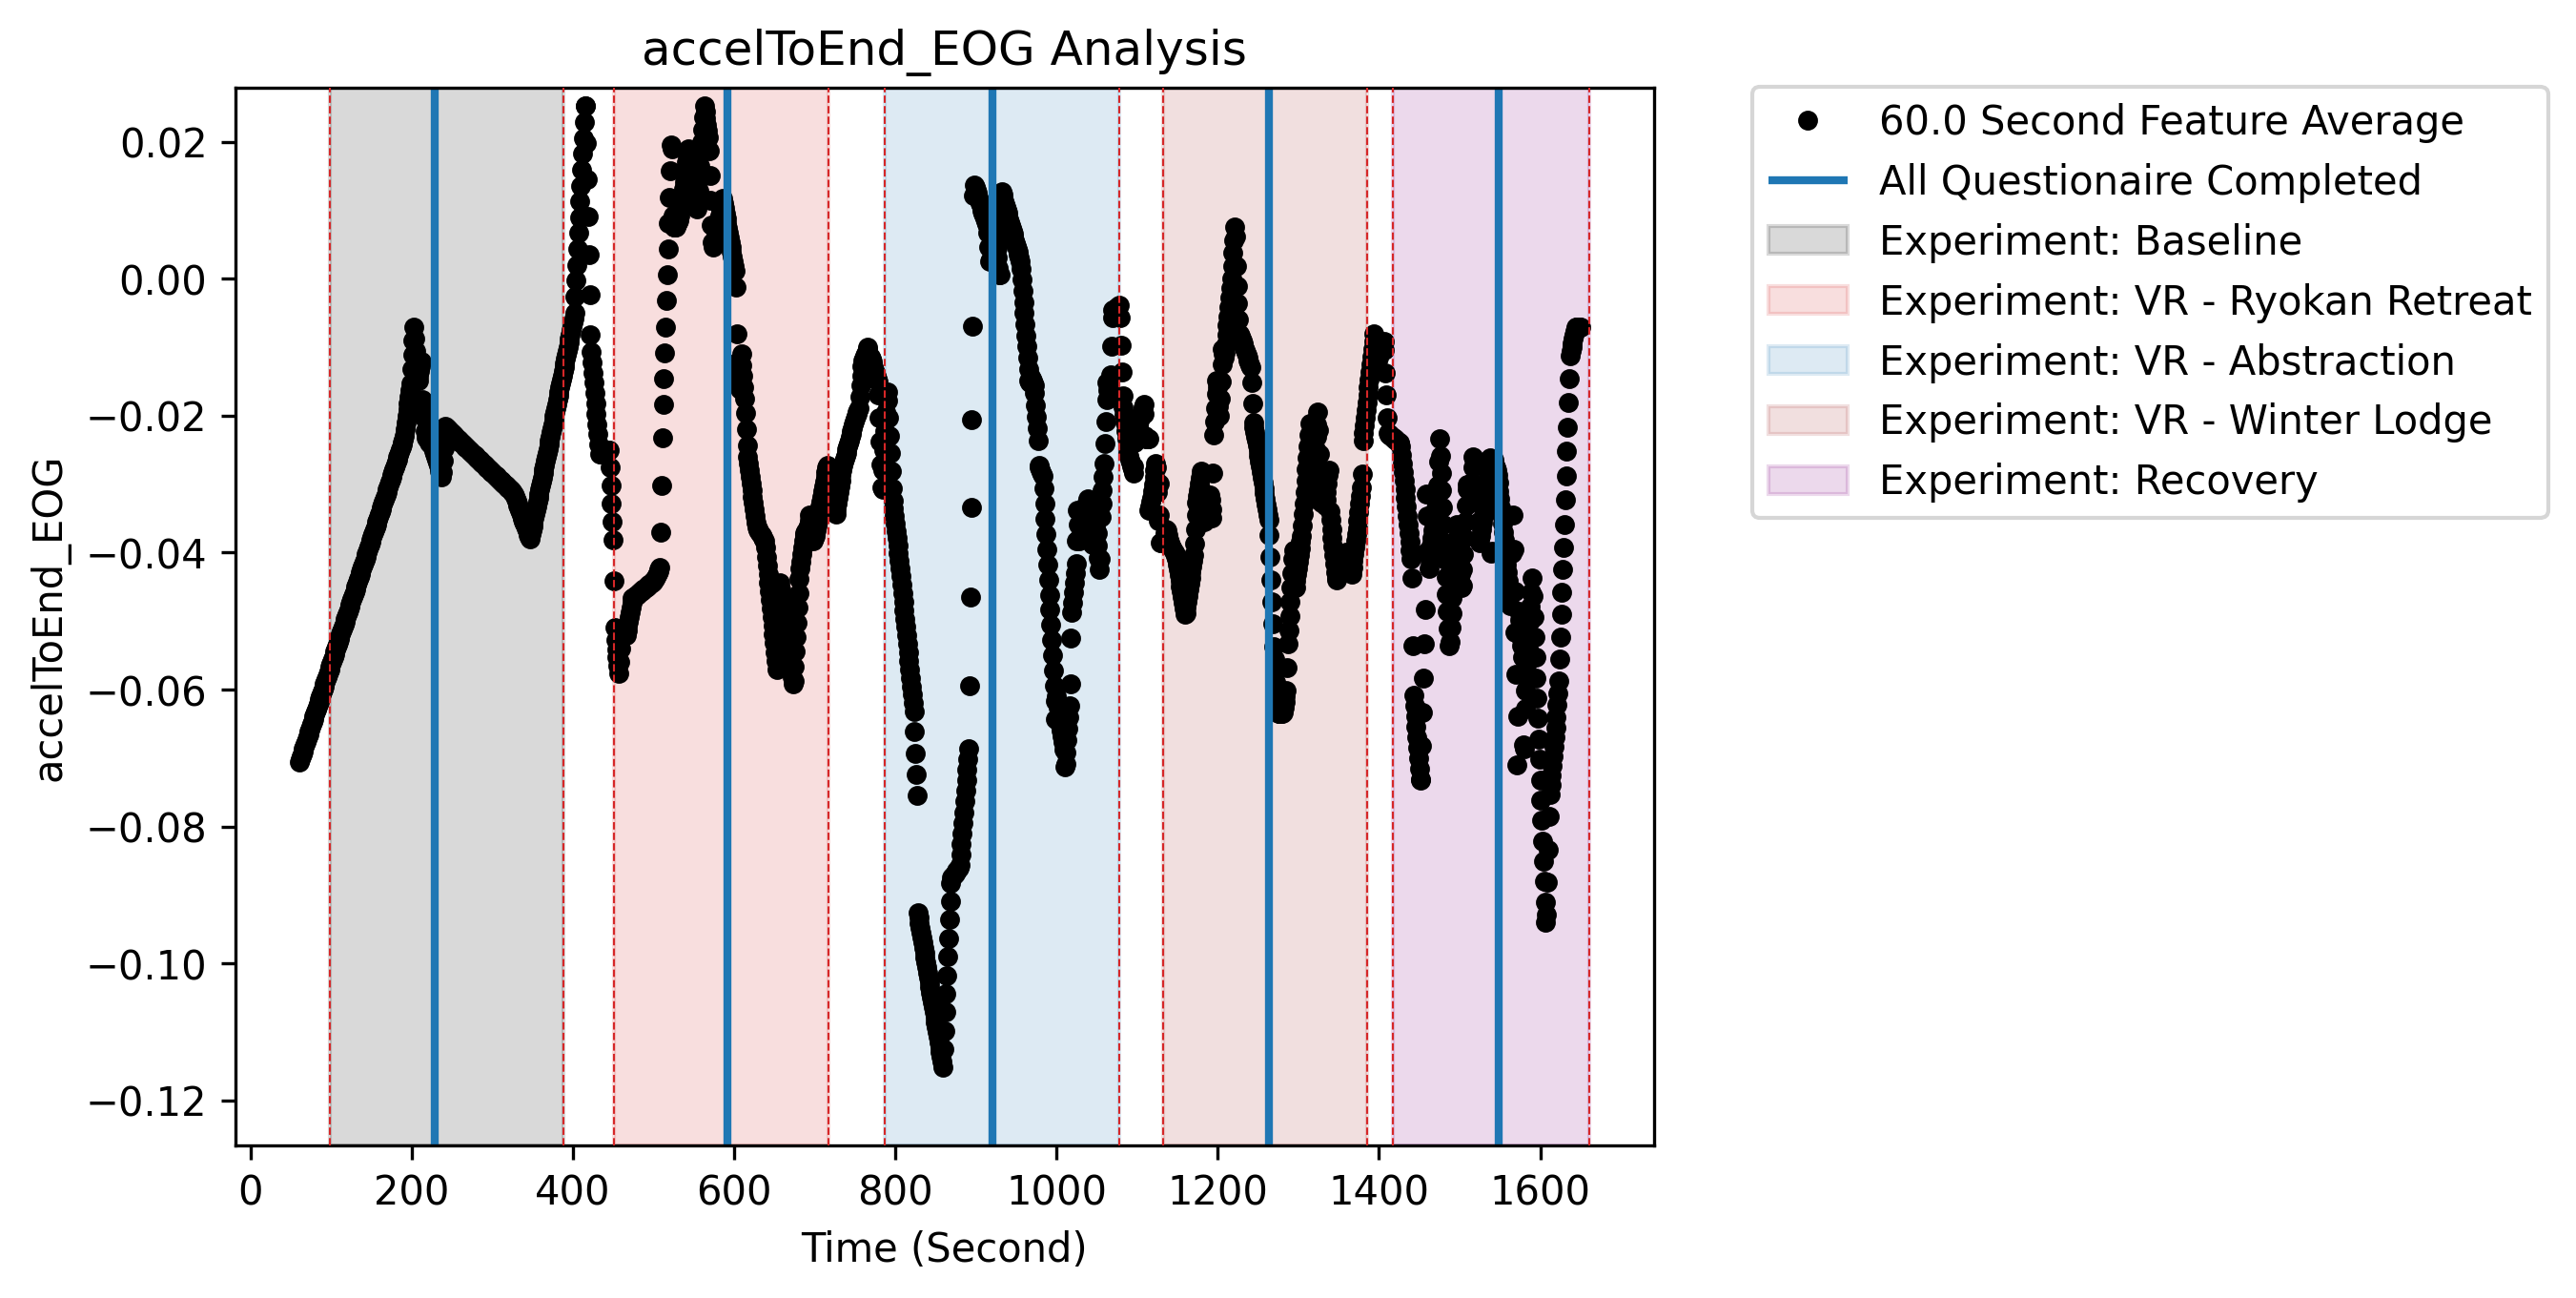 accelToEnd_EOG Analysis
accelToEnd_EOG
0.02
0.00
−0.02
−0.04
−0.06
−0.08
−0.10
−0.12
0 200 400 600 800 1000 1200 1400 1600
Time (Second)
60.0 Second Feature Average
All Questionaire Completed
Experiment: Baseline
Experiment: VR - Ryokan Retreat
Experiment: VR - Abstraction
Experiment: VR - Winter Lodge
Experiment: Recovery